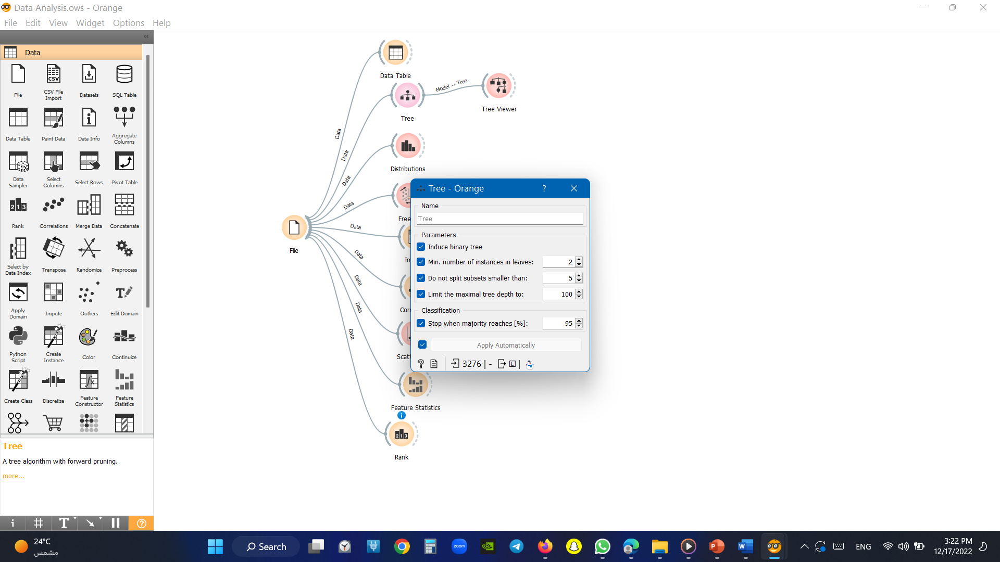 Data Analysis.ows - Orange
File Edit View Widget Options Help
Data
File
CSV File Import
Datasets
SQL Table
Data Table
Paint Data
Data Info
Aggregate Columns
Data Sampler
Select Columns
Select Rows
Pivot Table
Rank
Correlations
Merge Data
Concatenate
Select by Data Index
Transpose
Randomize
Preprocess
Apply Domain
Impute
Outliers
Edit Domain
Python Script
Create Instance
Color
Continuize
Create Class
Discretize
Feature Constructor
Feature Statistics
Tree
A tree algorithm with forward pruning.
more...
Data Table
Tree
Model → Tree
Tree Viewer
Distributions
Free
Im
Corr
Scatt
Feature Statistics
Rank
File
Data
Data
Data
Data
Data
Data
Data
Data
Data
Tree - Orange
?
Name
Tree
Parameters
Induce binary tree
Min. number of instances in leaves: 2
Do not split subsets smaller than: 5
Limit the maximal tree depth to: 100
Classification
Stop when majority reaches [%]: 95
Apply Automatically
? 3276 | -
24°C
مشمس
Search
zoom
ENG
3:22 PM
12/17/2022